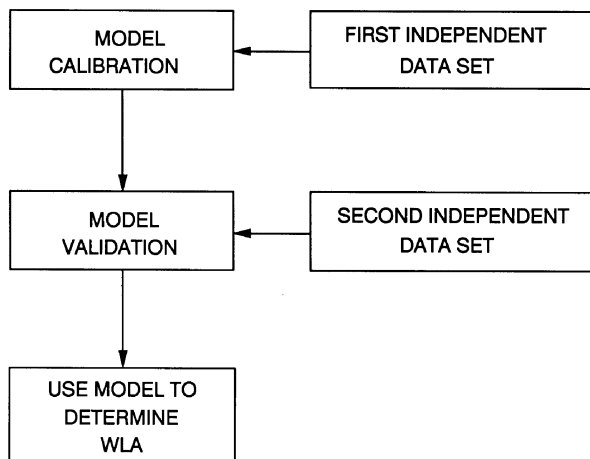 MODEL
CALIBRATION
FIRST INDEPENDENT
DATA SET
MODEL
VALIDATION
SECOND INDEPENDENT
DATA SET
USE MODEL TO
DETERMINE
WLA